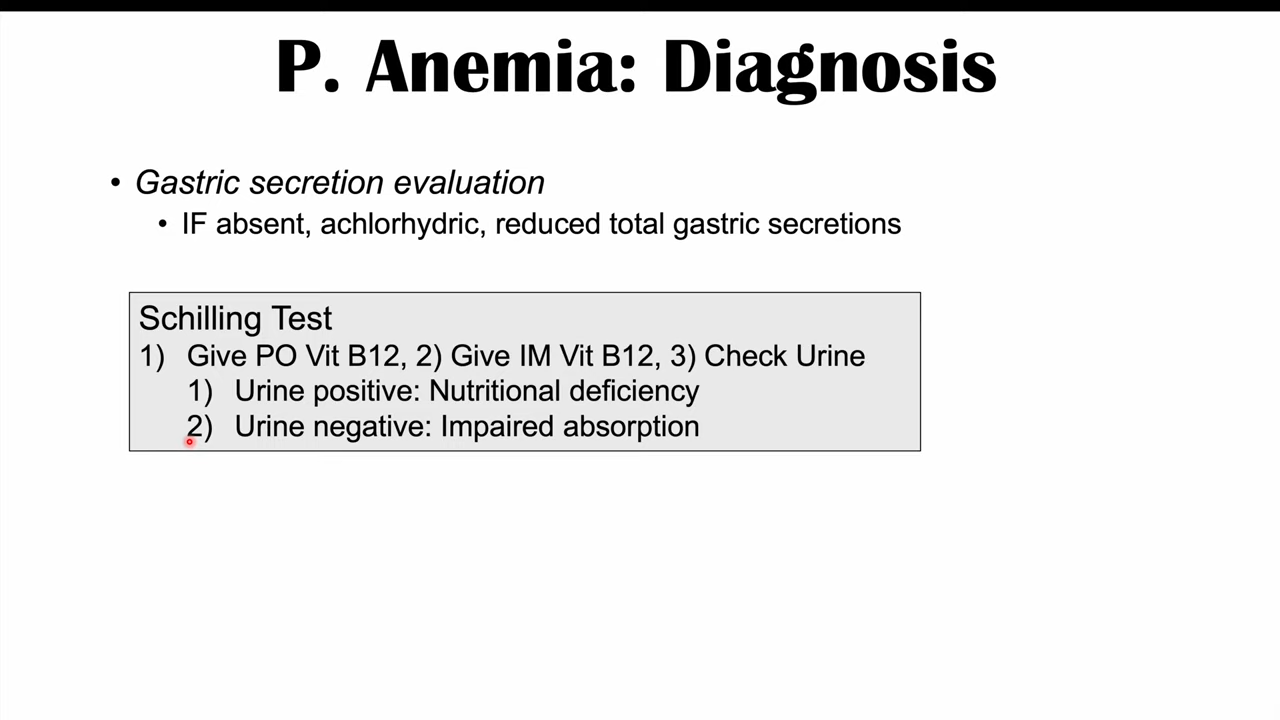 P. Anemia: Diagnosis
• Gastric secretion evaluation
• IF absent, achlorhydric, reduced total gastric secretions
Schilling Test
1) Give PO Vit B12, 2) Give IM Vit B12, 3) Check Urine
1) Urine positive: Nutritional deficiency
2) Urine negative: Impaired absorption